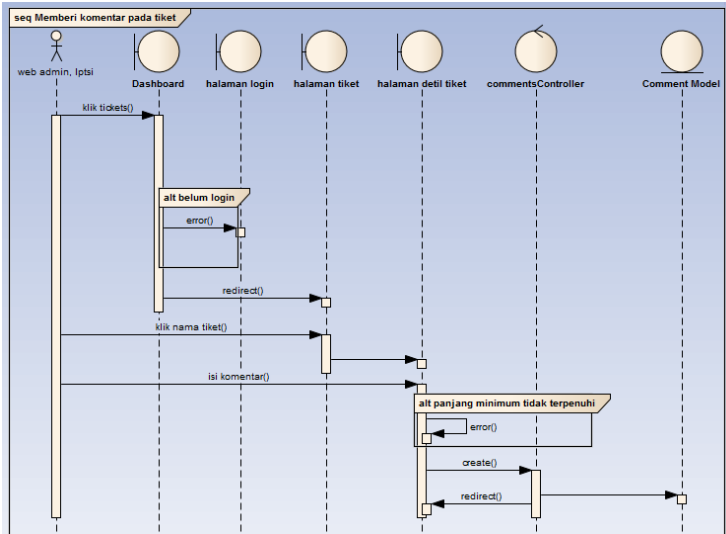 seq Memberi komentar pada tiket
web admin, lptsi
Dashboard
halaman login
halaman tiket
halaman detil tiket
commentsController
Comment Model
klik tickets()
alt belum login
error()
redirect()
klik nama tiket()
isi komentar()
alt panjang minimum tidak terpenuhi
error()
create()
redirect()